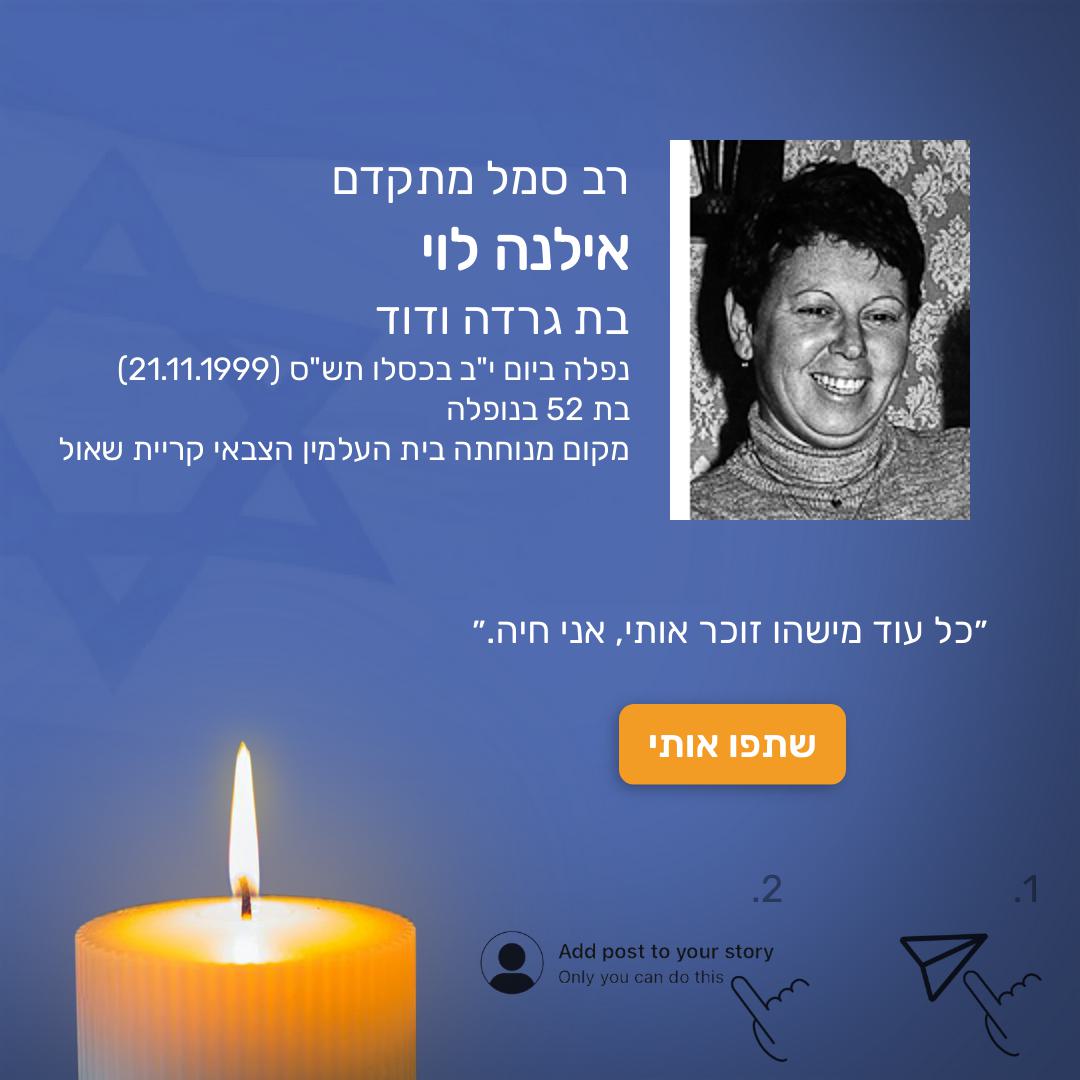 רב סמל מתקדם
אילנה לוי
בת גרדה ודוד
נפלה ביום י"ב בכסלו תש"ס (21.11.1999)
בת 52 בנופלה
מקום מנוחתה בית העלמין הצבאי קריית שאול
״כל עוד מישהו זוכר אותי, אני חיה.״
שתפו אותי
1.
2.
Add post to your story
Only you can do this